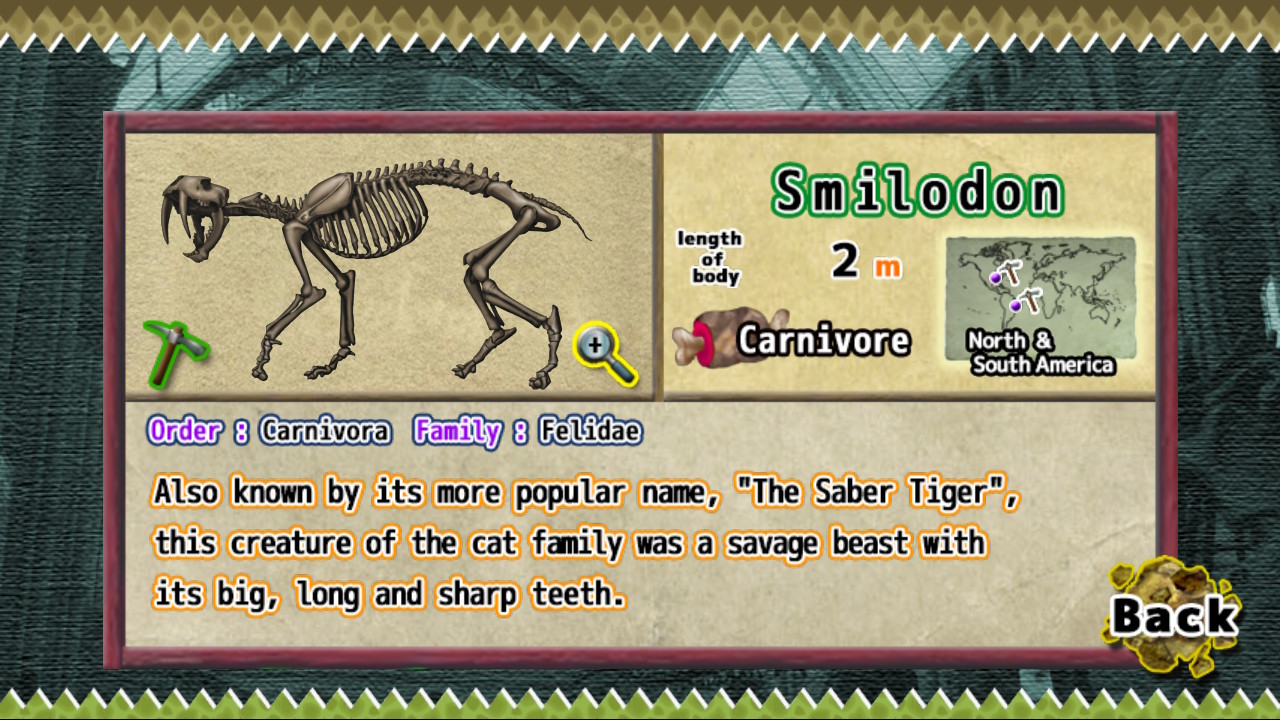 Smilodon
length
of
body
2 m
Carnivore
North &
South America
Order : Carnivora Family : Felidae
Also known by its more popular name, "The Saber Tiger",
this creature of the cat family was a savage beast with
its big, long and sharp teeth.
Back